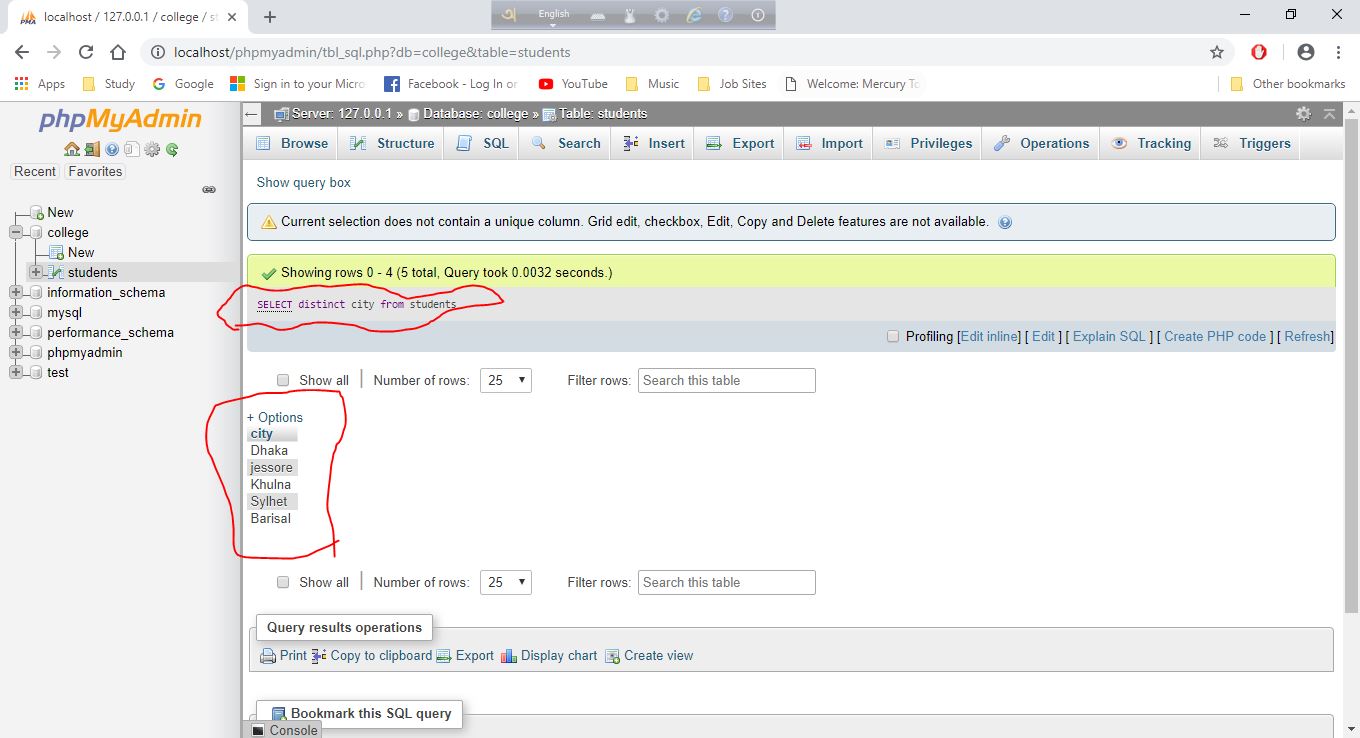 localhost / 127.0.0.1 / college / st
English
localhost/phpmyadmin/tbl_sql.php?db=college&table=students
Apps Study Google Sign in to your Micro Facebook - Log In or YouTube Music Job Sites Welcome: Mercury To Other bookmarks
phpMyAdmin
Recent Favorites
New
college
New
students
information_schema
mysql
performance_schema
phpmyadmin
test
Server: 127.0.0.1 » Database: college » Table: students
Browse Structure SQL Search Insert Export Import Privileges Operations Tracking Triggers
Show query box
Current selection does not contain a unique column. Grid edit, checkbox, Edit, Copy and Delete features are not available.
Showing rows 0 - 4 (5 total, Query took 0.0032 seconds.)
SELECT distinct city from students
Profiling [Edit inline] [ Edit ] [ Explain SQL ] [ Create PHP code ] [ Refresh]
Show all | Number of rows: 25 Filter rows: Search this table
+ Options
city
Dhaka
jessore
Khulna
Sylhet
Barisal
Show all | Number of rows: 25 Filter rows: Search this table
Query results operations
Print Copy to clipboard Export Display chart Create view
Bookmark this SQL query
Console